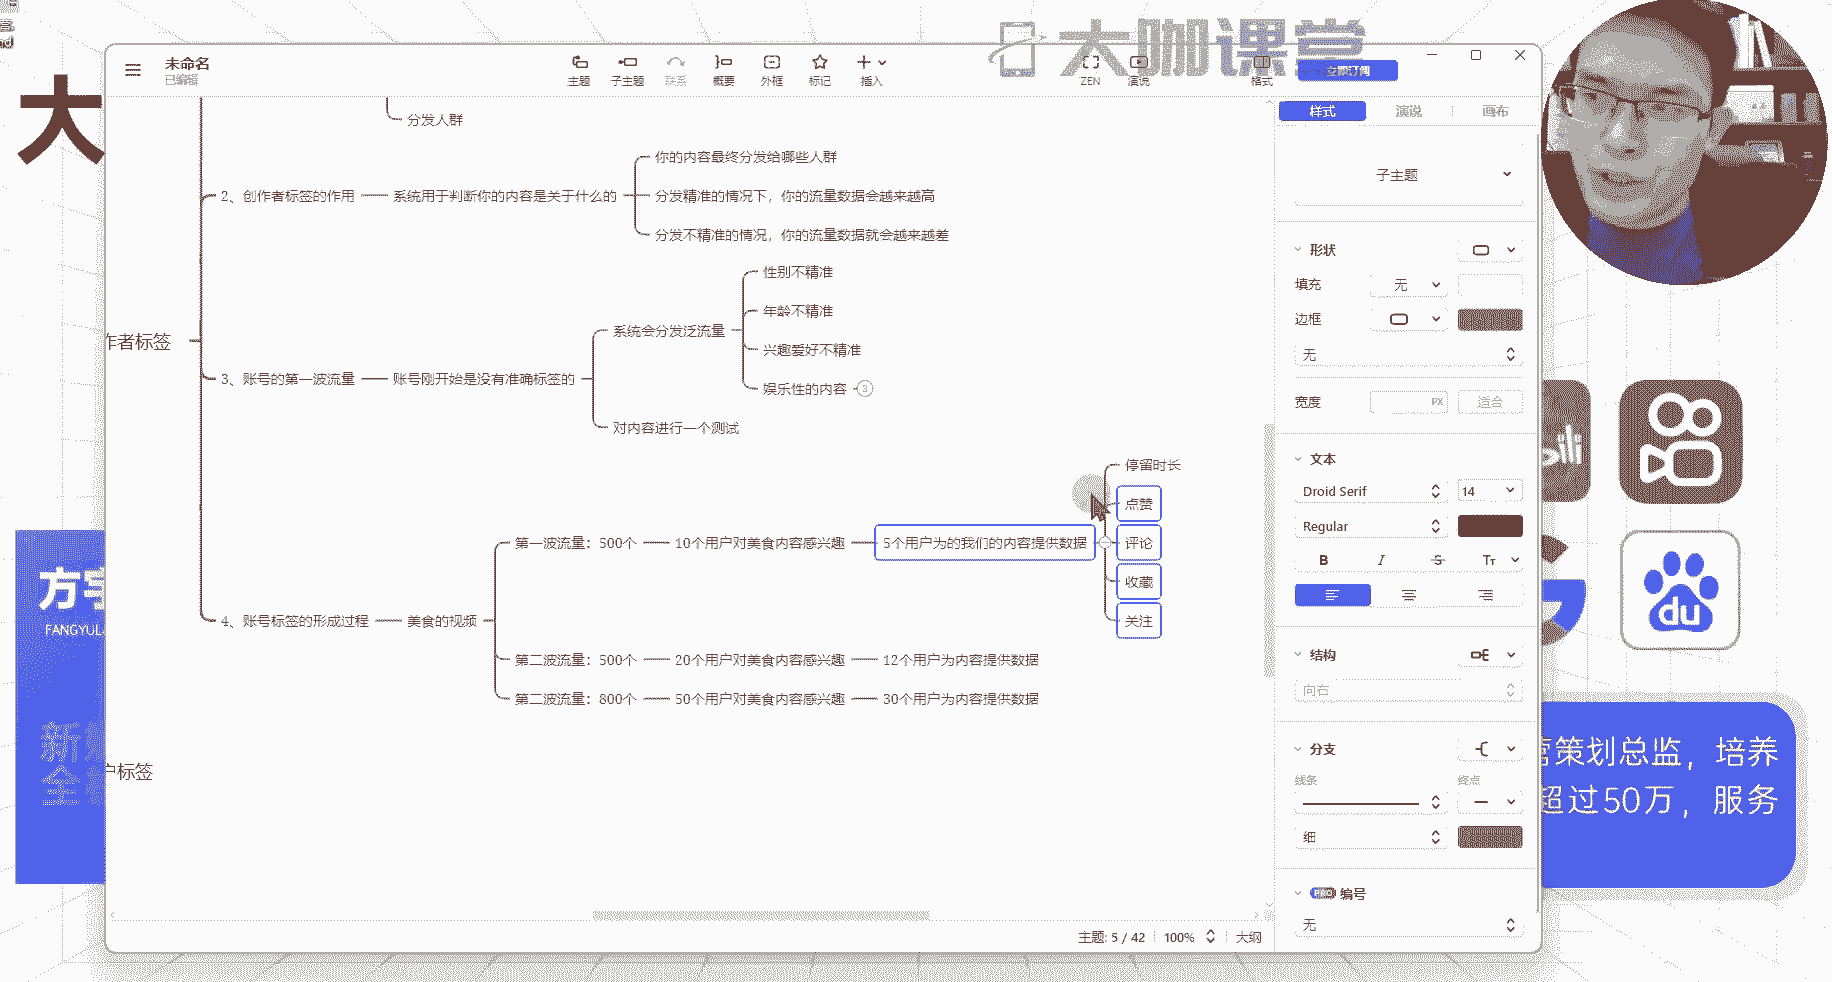 大咖课堂
未命名
已编辑
主题
子主题
联系
概要
外框
标记
插入
ZEN
演说
格式
立即订阅
大
分发人群
2、创作者标签的作用
系统用于判断你的内容是关于什么的
你的内容最终分发给哪些人群
分发精准的情况下，你的流量数据会越来越高
分发不精准的情况，你的流量数据就会越来越差
作者标签
3、账号的第一波流量
账号刚开始是没有准确标签的
系统会分发泛流量
性别不精准
年龄不精准
兴趣爱好不精准
娱乐性的内容
3
对内容进行一个测试
4、账号标签的形成过程
美食的视频
第一波流量：500个
10个用户对美食内容感兴趣
5个用户为的我们的内容提供数据
停留时长
点赞
评论
收藏
关注
第二波流量：500个
20个用户对美食内容感兴趣
12个用户为内容提供数据
第二波流量：800个
50个用户对美食内容感兴趣
30个用户为内容提供数据
户标签
主题: 5 / 42
100%
大纲
样式
演说
画布
子主题
形状
填充
无
边框
无
宽度
PX
适合
文本
Droid Serif
14
Regular
B
I
S
Tт
结构
向右
分支
线条
终点
细
PRO
编号
无
方宇
FANGYU
新
全
du
营策划总监，培养
超过50万，服务